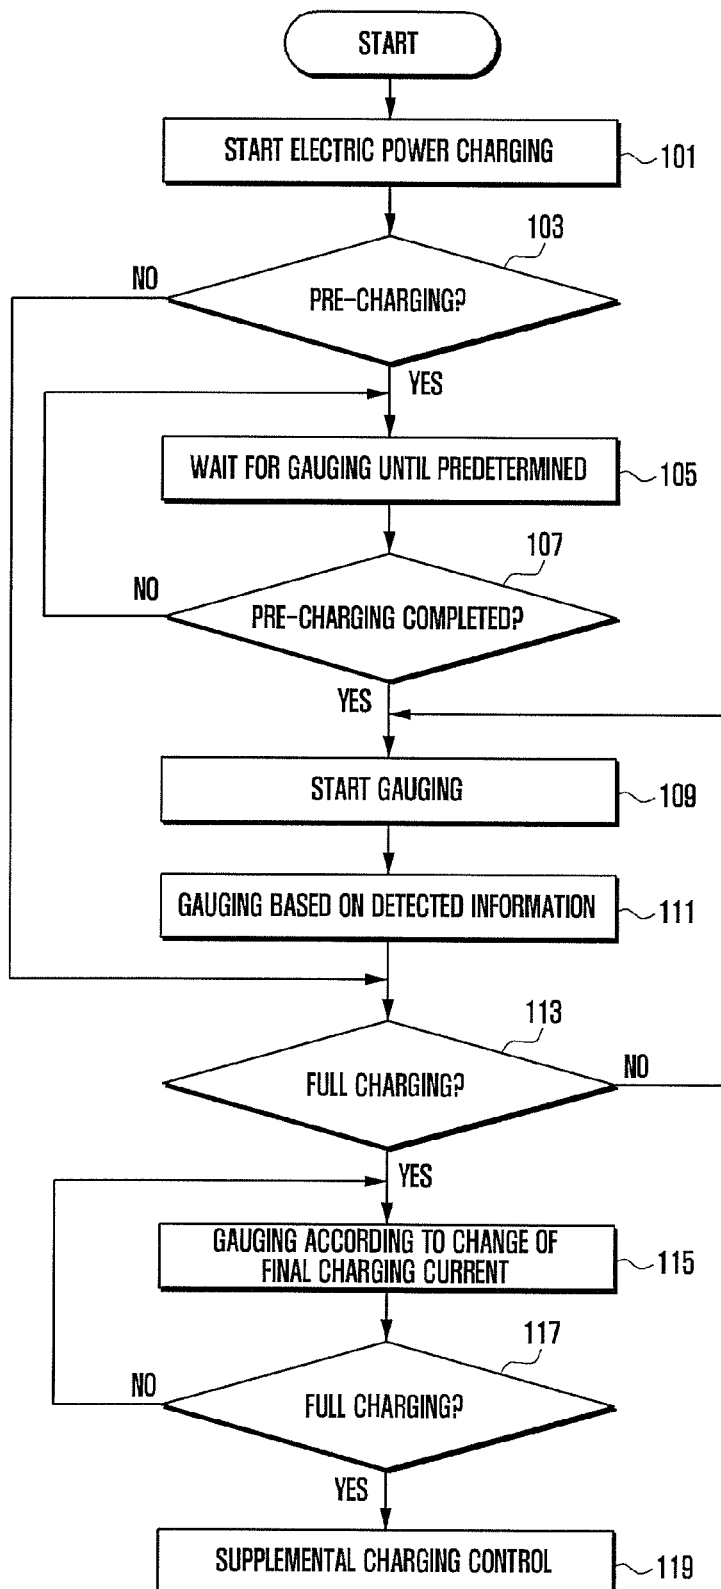 START
START ELECTRIC POWER CHARGING
101
103
NO
PRE-CHARGING?
YES
WAIT FOR GAUGING UNTIL PREDETERMINED
105
107
NO
PRE-CHARGING COMPLETED?
YES
START GAUGING
109
GAUGING BASED ON DETECTED INFORMATION
111
113
FULL CHARGING?
NO
YES
GAUGING ACCORDING TO CHANGE OF
FINAL CHARGING CURRENT
115
117
NO
FULL CHARGING?
YES
SUPPLEMENTAL CHARGING CONTROL
119